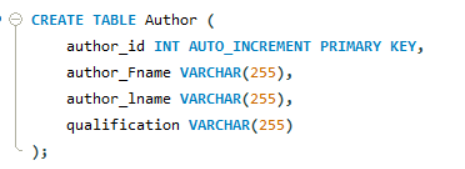 CREATE TABLE Author (
author_id INT AUTO_INCREMENT PRIMARY KEY,
author_Fname VARCHAR(255),
author_lname VARCHAR(255),
qualification VARCHAR(255)
);